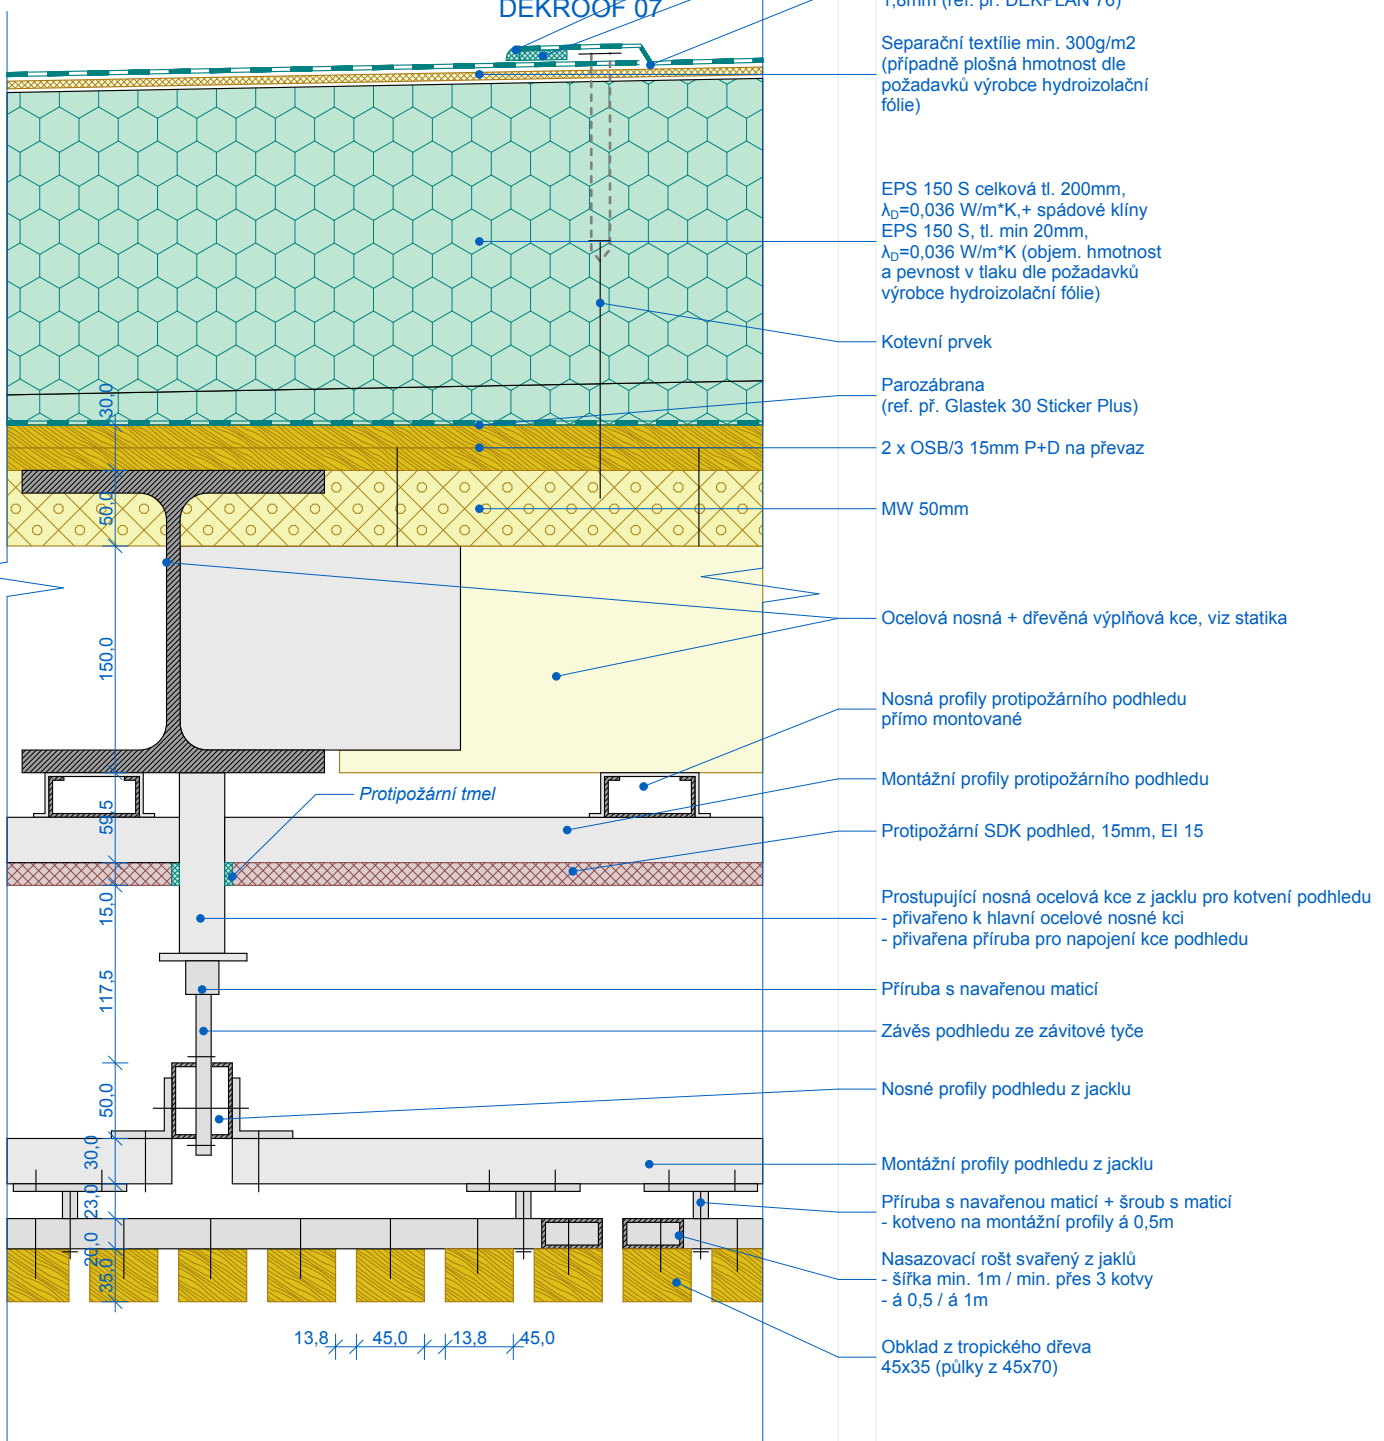 DEKROOF 07
1,8mm (ref. př. DEKPLAN 76)
Separační textílie min. 300g/m2
(případně plošná hmotnost dle
požadavků výrobce hydroizolační
fólie)
EPS 150 S celková tl. 200mm,
λD=0,036 W/m*K,+ spádové klíny
EPS 150 S, tl. min 20mm,
λD=0,036 W/m*K (objem. hmotnost
a pevnost v tlaku dle požadavků
výrobce hydroizolační fólie)
Kotevní prvek
Parozábrana
(ref. př. Glastek 30 Sticker Plus)
2 x OSB/3 15mm P+D na převaz
MW 50mm
Ocelová nosná + dřevěná výplňová kce, viz statika
Nosná profily protipožárního podhledu
přímo montované
Montážní profily protipožárního podhledu
Protipožární tmel
Protipožární SDK podhled, 15mm, EI 15
Prostupující nosná ocelová kce z jacklu pro kotvení podhledu
- přivařeno k hlavní ocelové nosné kci
- přivařena příruba pro napojení kce podhledu
Příruba s navařenou maticí
Závěs podhledu ze závitové tyče
Nosné profily podhledu z jacklu
Montážní profily podhledu z jacklu
Příruba s navařenou maticí + šroub s maticí
- kotveno na montážní profily á 0,5m
Nasazovací rošt svařený z jaklů
- šířka min. 1m / min. přes 3 kotvy
- á 0,5 / á 1m
Obklad z tropického dřeva
45x35 (půlky z 45x70)
30,0
50,0
150,0
59,5
15,0
117,5
50,0
30,0
23,0
20,0
35,0
13,8
45,0
13,8
45,0